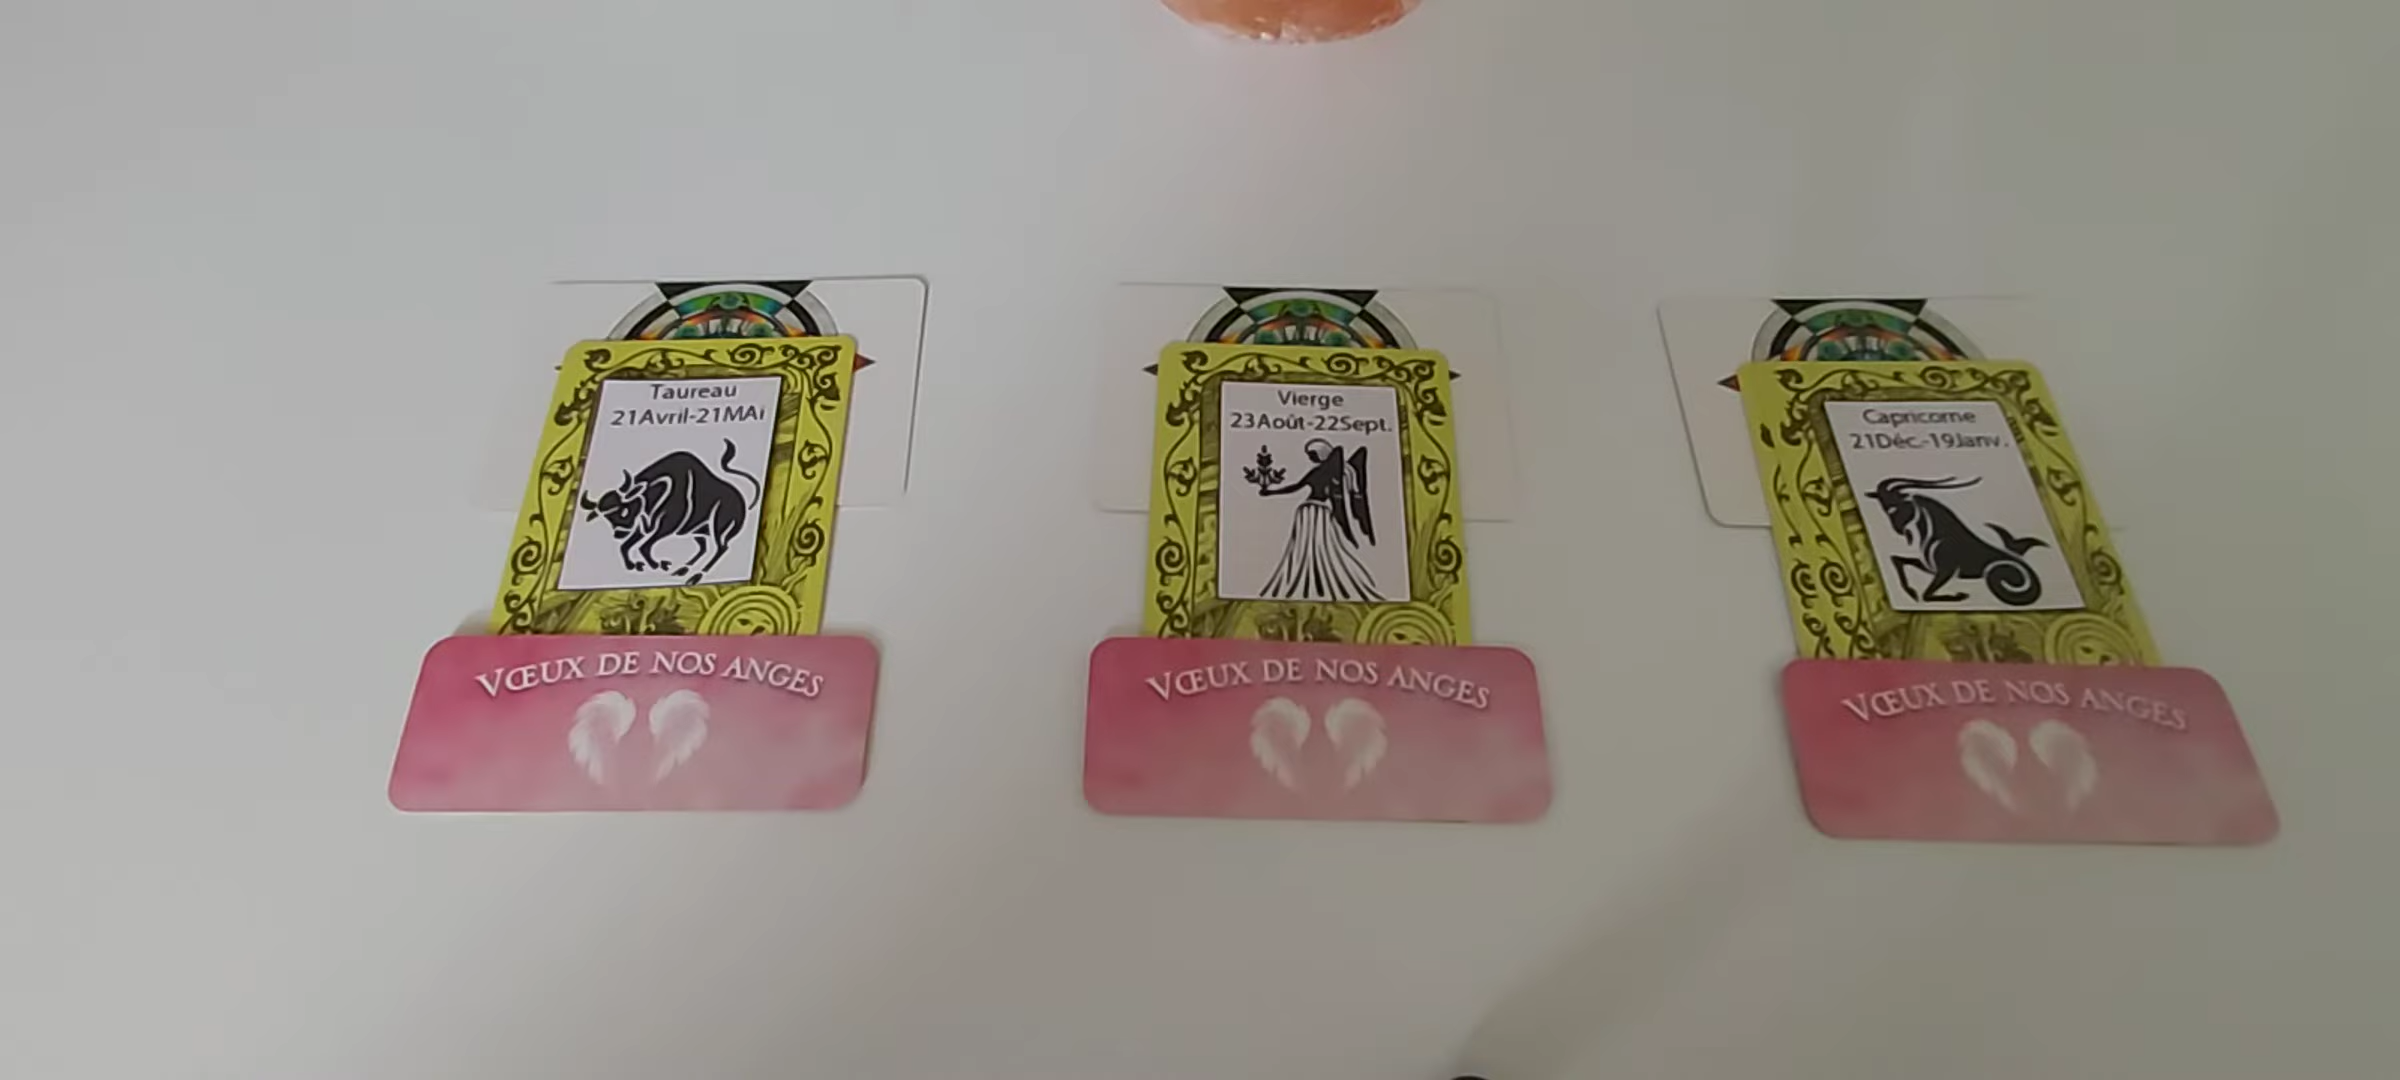 Taureau
21Avril-21MAi
Vierge
23Août-22Sept.
Capricorne
21Déc.-19Janv.
VŒUX DE NOS ANGES
VŒUX DE NOS ANGES
VŒUX DE NOS ANGES